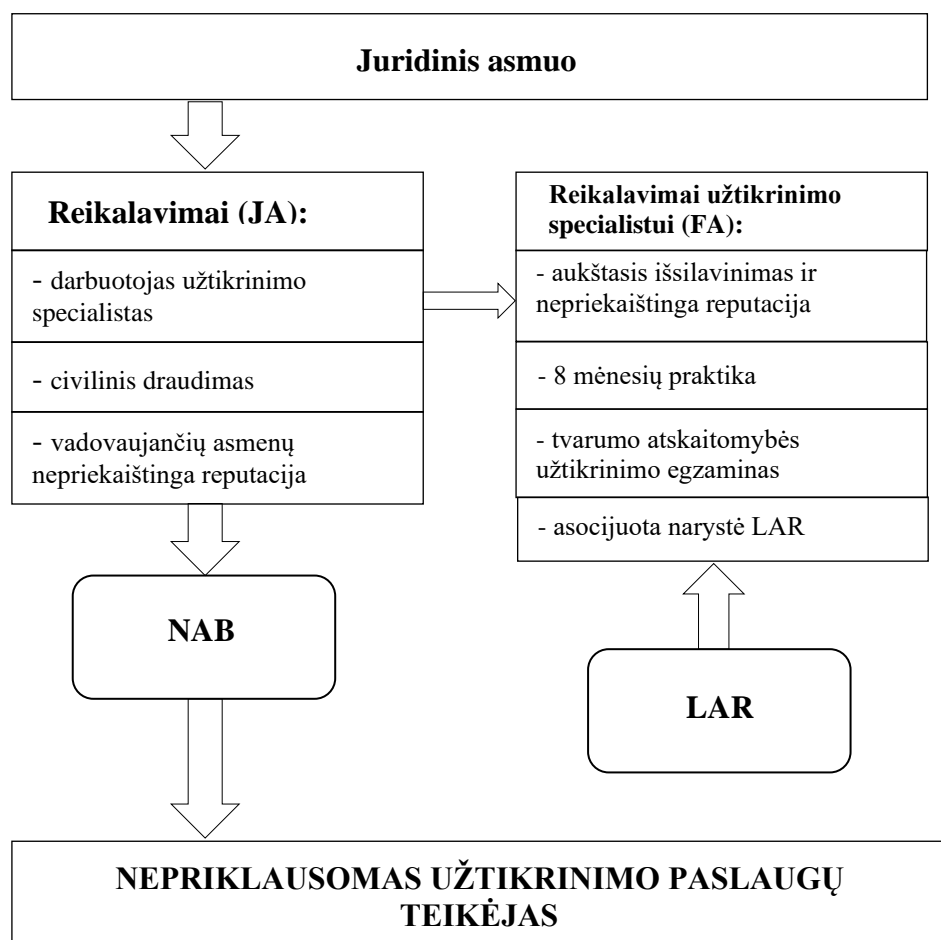 Juridinis asmuo
Reikalavimai (JA):
- darbuotojas užtikrinimo
specialistas
- civilinis draudimas
- vadovaujančių asmenų
nepriekaištinga reputacija
Reikalavimai užtikrinimo
specialistui (FA):
- aukštasis išsilavinimas ir
nepriekaištinga reputacija
- 8 mėnesių praktika
- tvarumo atskaitomybės
užtikrinimo egzaminas
- asocijuota narystė LAR
NAB
LAR
NEPRIKLAUSOMAS UŽTIKRINIMO PASLAUGŲ
TEIKĖJAS